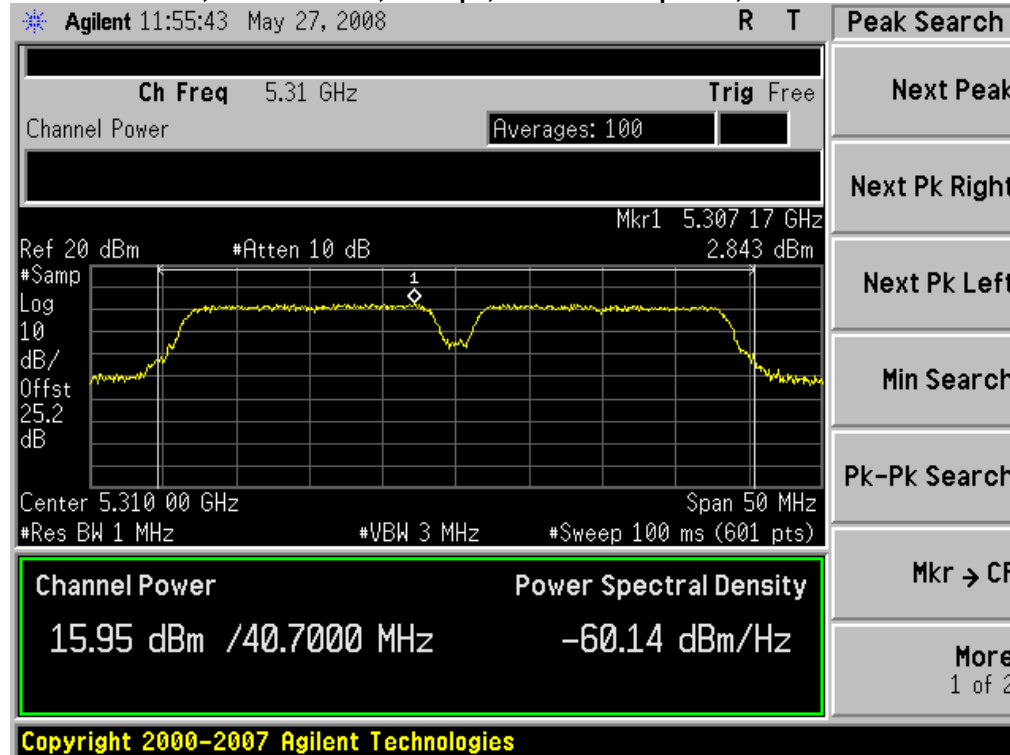 Agilent 11:55:43 May 27, 2008 R T Peak Search
Ch Freq 5.31 GHz Trig Free
Channel Power Averages: 100
Next Peak
Next Pk Right
Mkr1 5.307 17 GHz
Ref 20 dBm #Atten 10 dB 2.843 dBm
#Samp
Log
10
dB/
Offst
25.2
dB
1
Next Pk Left
Min Search
Pk-Pk Search
Center 5.310 00 GHz Span 50 MHz
#Res BW 1 MHz #VBW 3 MHz #Sweep 100 ms (601 pts)
Channel Power Power Spectral Density
15.95 dBm /40.7000 MHz -60.14 dBm/Hz
Mkr → CF
More
1 of 2
Copyright 2000-2007 Agilent Technologies